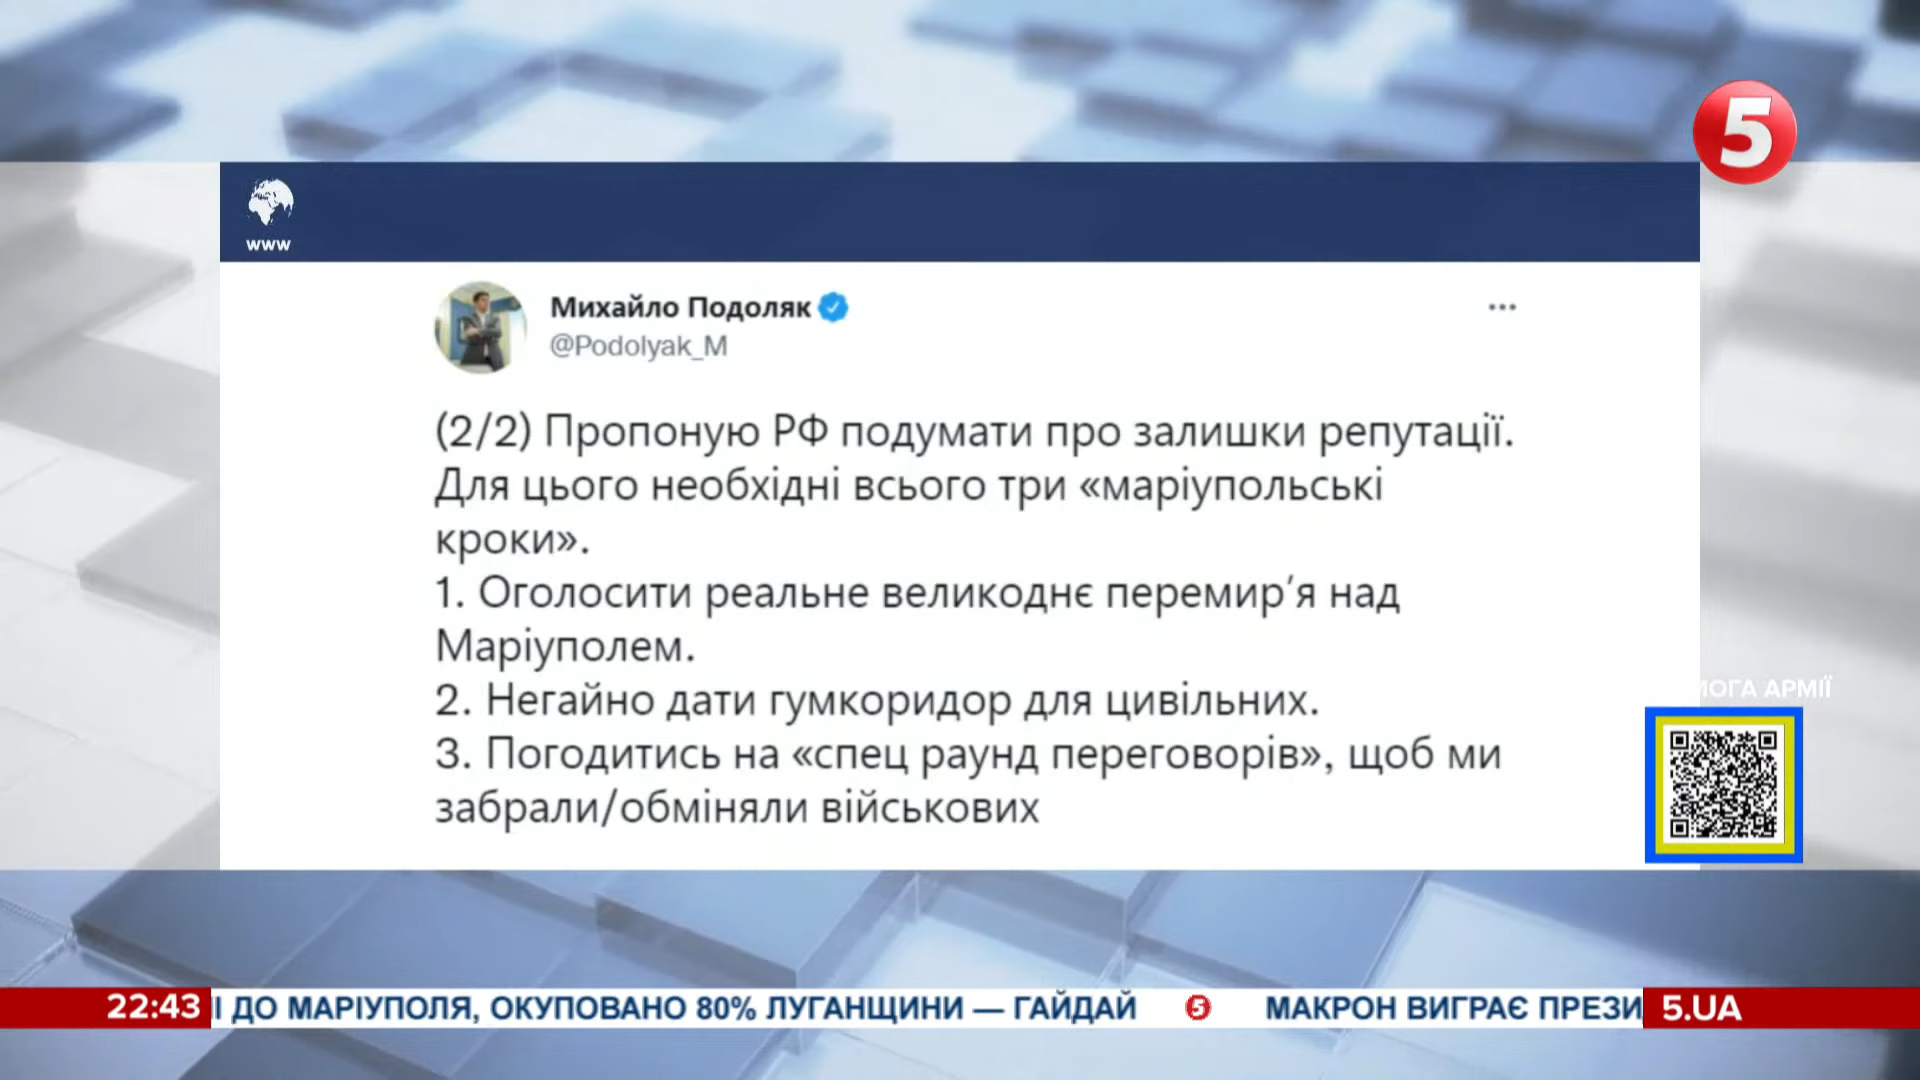 5
www
Михайло Подоляк
@Podolyak_M
(2/2) Пропоную РФ подумати про залишки репутації.
Для цього необхідні всього три «маріупольські
кроки».
1. Оголосити реальне великоднє перемир’я над
Маріуполем.
2. Негайно дати гумкоридор для цивільних.
3. Погодитись на «спец раунд переговорів», щоб ми
забрали/обміняли військових
АРМІЇ
22:43 ДО МАРІУПОЛЯ, ОКУПОВАНО 80% ЛУГАНЩИНИ — ГАЙДАЙ 5 МАКРОН ВИГРАЄ 5.UA